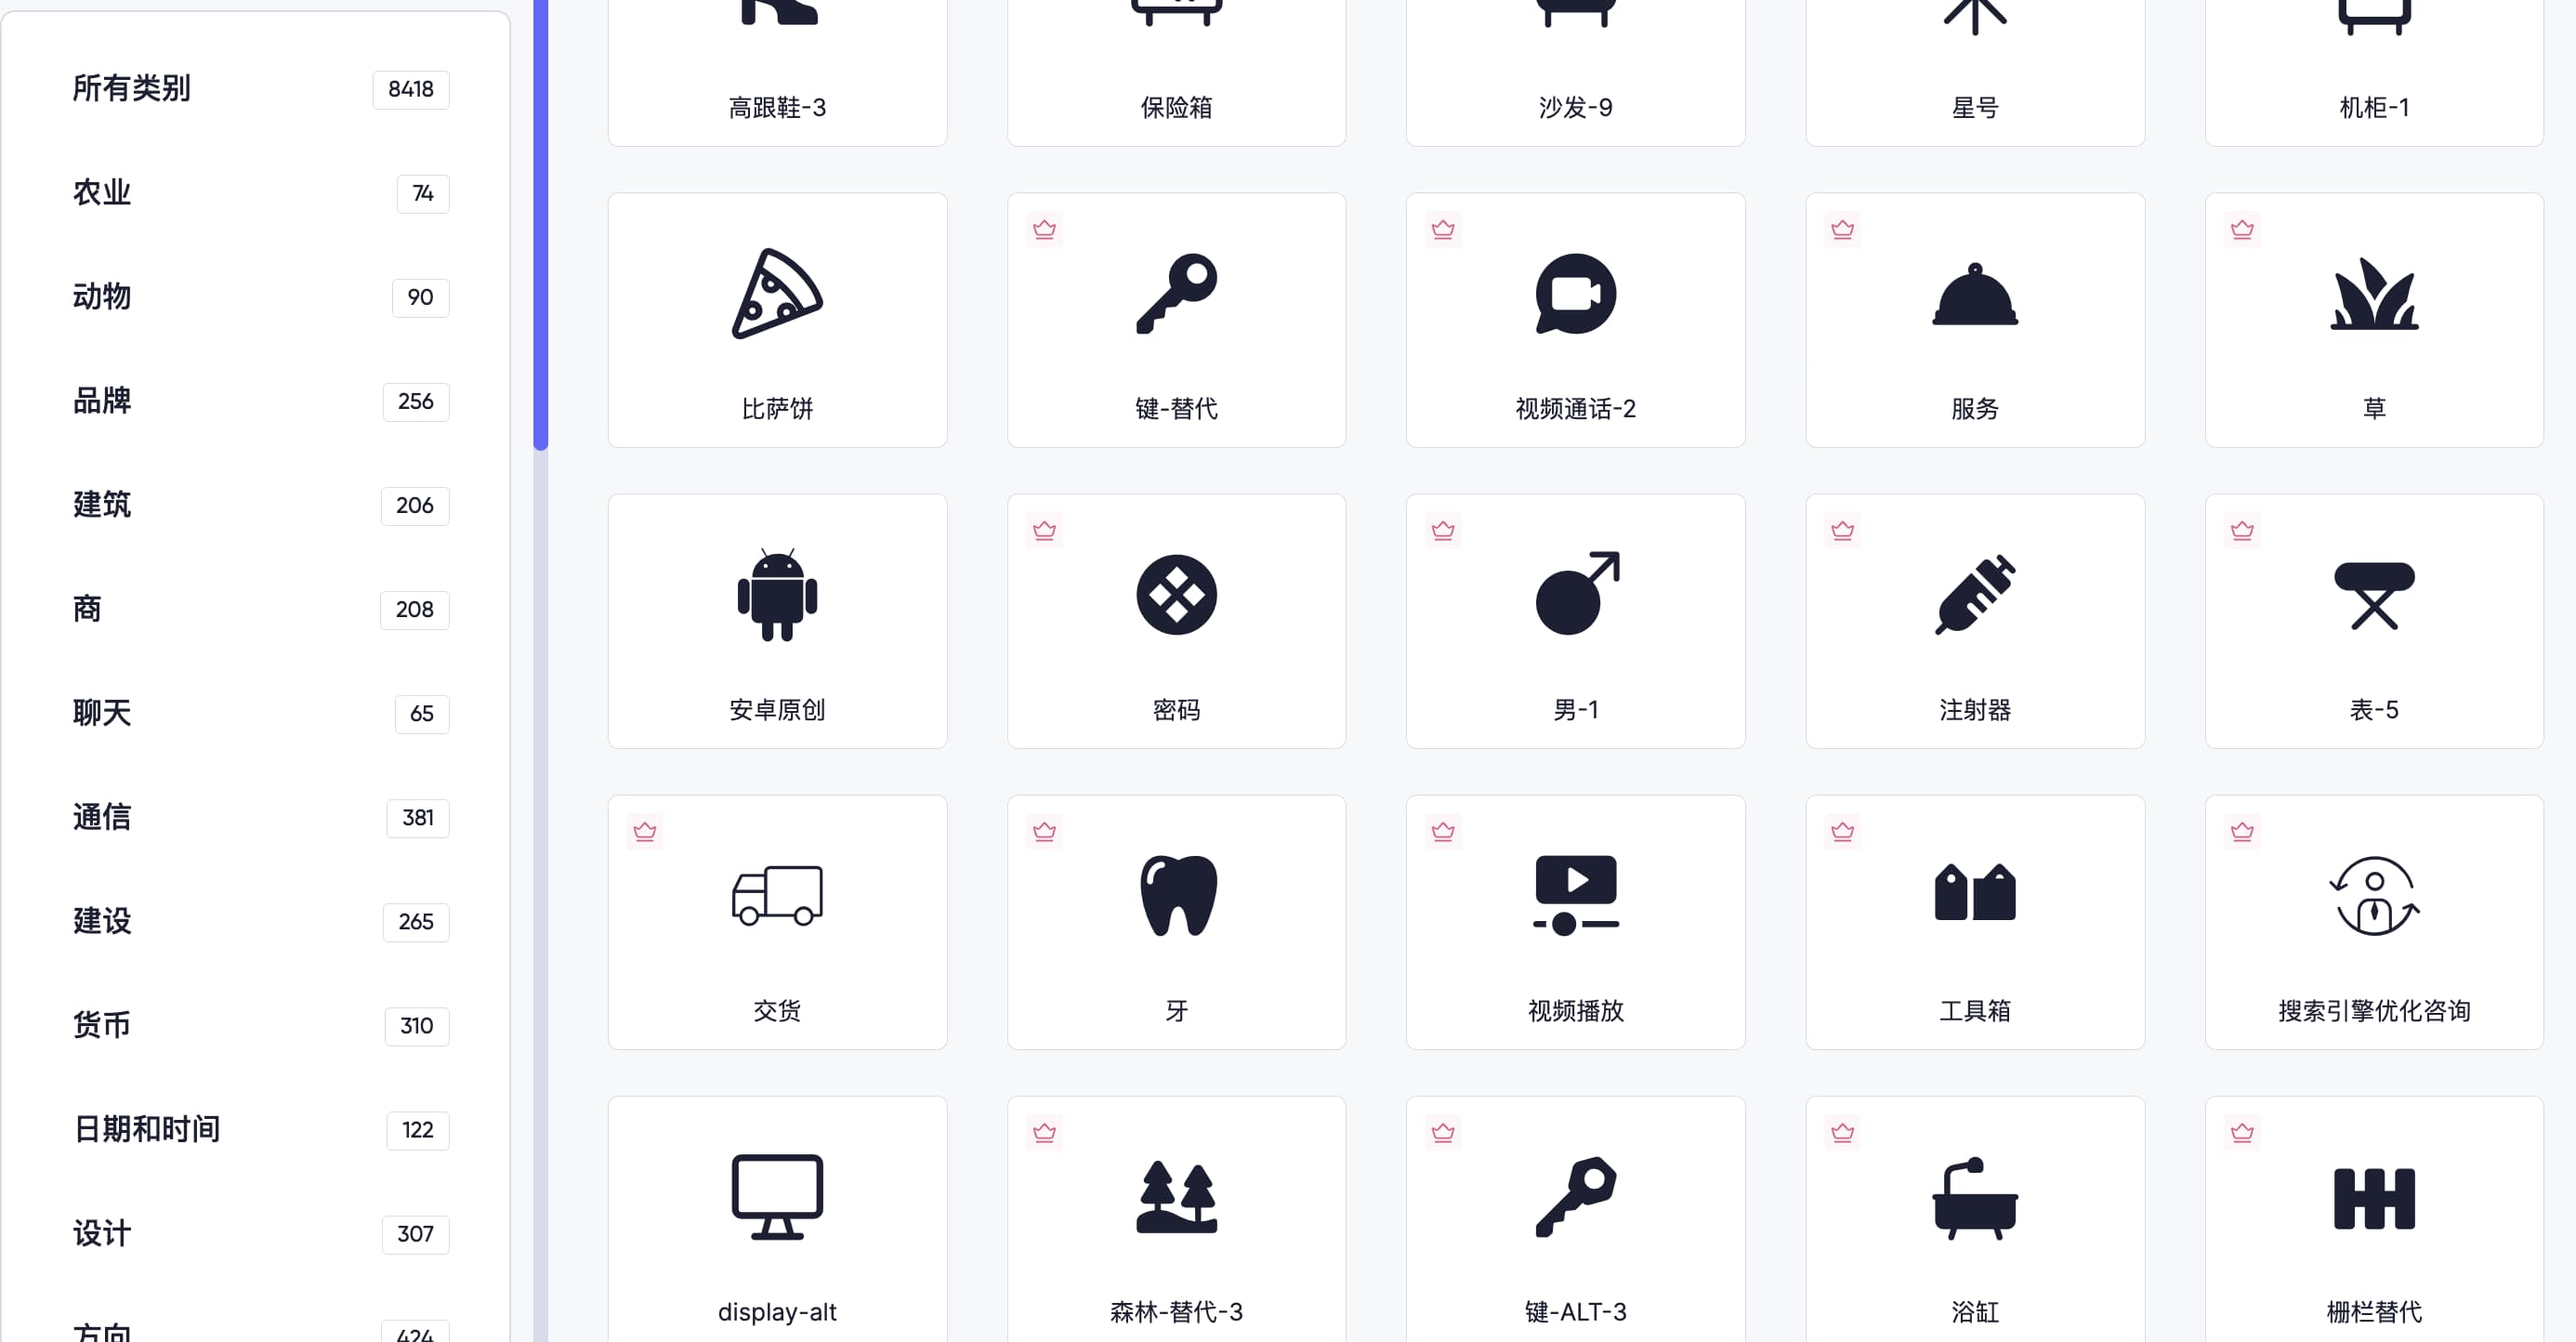 所有类别 8418
农业 74
动物 90
品牌 256
建筑 206
商 208
聊天 65
通信 381
建设 265
货币 310
日期和时间 122
设计 307
方向 424
高跟鞋-3
保险箱
沙发-9
星号
机柜-1
比萨饼
键-替代
视频通话-2
服务
草
安卓原创
密码
男-1
注射器
表-5
交货
牙
视频播放
工具箱
搜索引擎优化咨询
display-alt
森林-替代-3
键-ALT-3
浴缸
栅栏替代